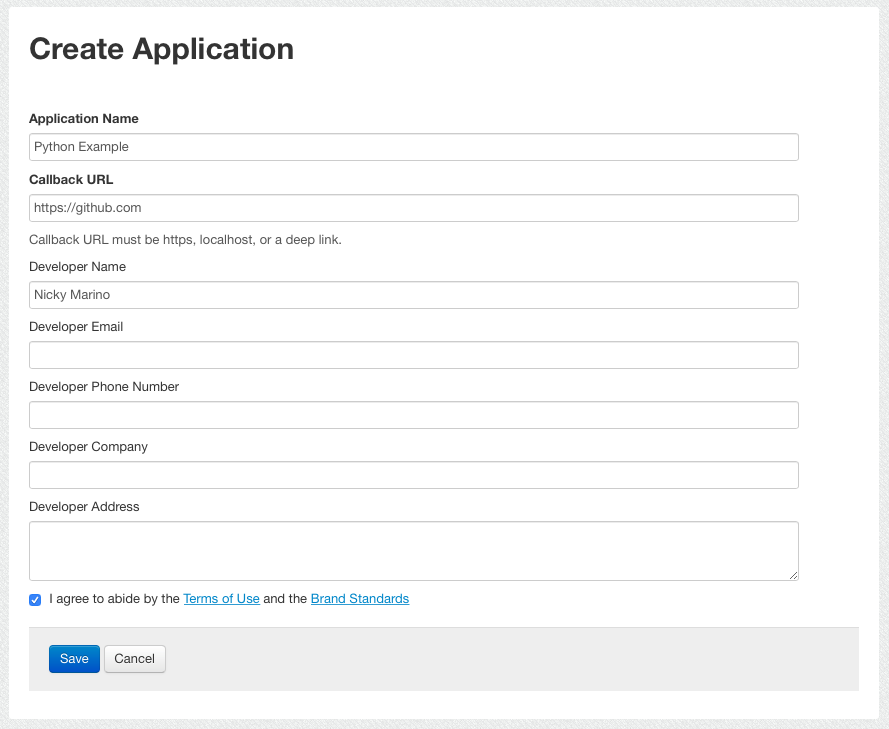 Create Application
Application Name
Python Example
Callback URL
https://github.com
Callback URL must be https, localhost, or a deep link.
Developer Name
Nicky Marino
Developer Email
Developer Phone Number
Developer Company
Developer Address
I agree to abide by the Terms of Use and the Brand Standards
Save Cancel